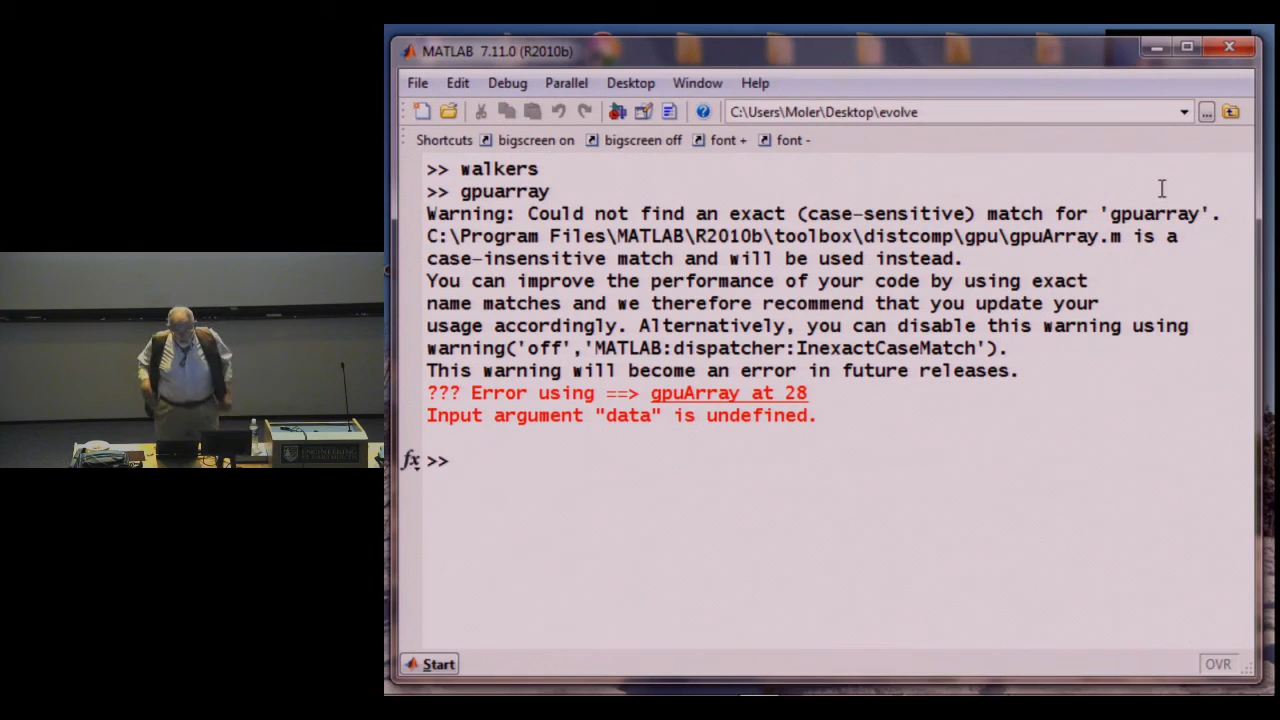 MATLAB 7.11.0 (R2010b)
File Edit Debug Parallel Desktop Window Help
C:\Users\Moler\Desktop\evolve
Shortcuts bigscreen on bigscreen off font + font -
>> walkers
>> gpuarray
Warning: Could not find an exact (case-sensitive) match for 'gpuarray'.
C:\Program Files\MATLAB\R2010b\toolbox\distcomp\gpu\gpuArray.m is a
case-insensitive match and will be used instead.
You can improve the performance of your code by using exact
name matches and we therefore recommend that you update your
usage accordingly. Alternatively, you can disable this warning using
warning('off','MATLAB:dispatcher:InexactCaseMatch').
This warning will become an error in future releases.
??? Error using ==> gpuArray at 28
Input argument "data" is undefined.
fx >>
Start
OVR
ENGINEERING